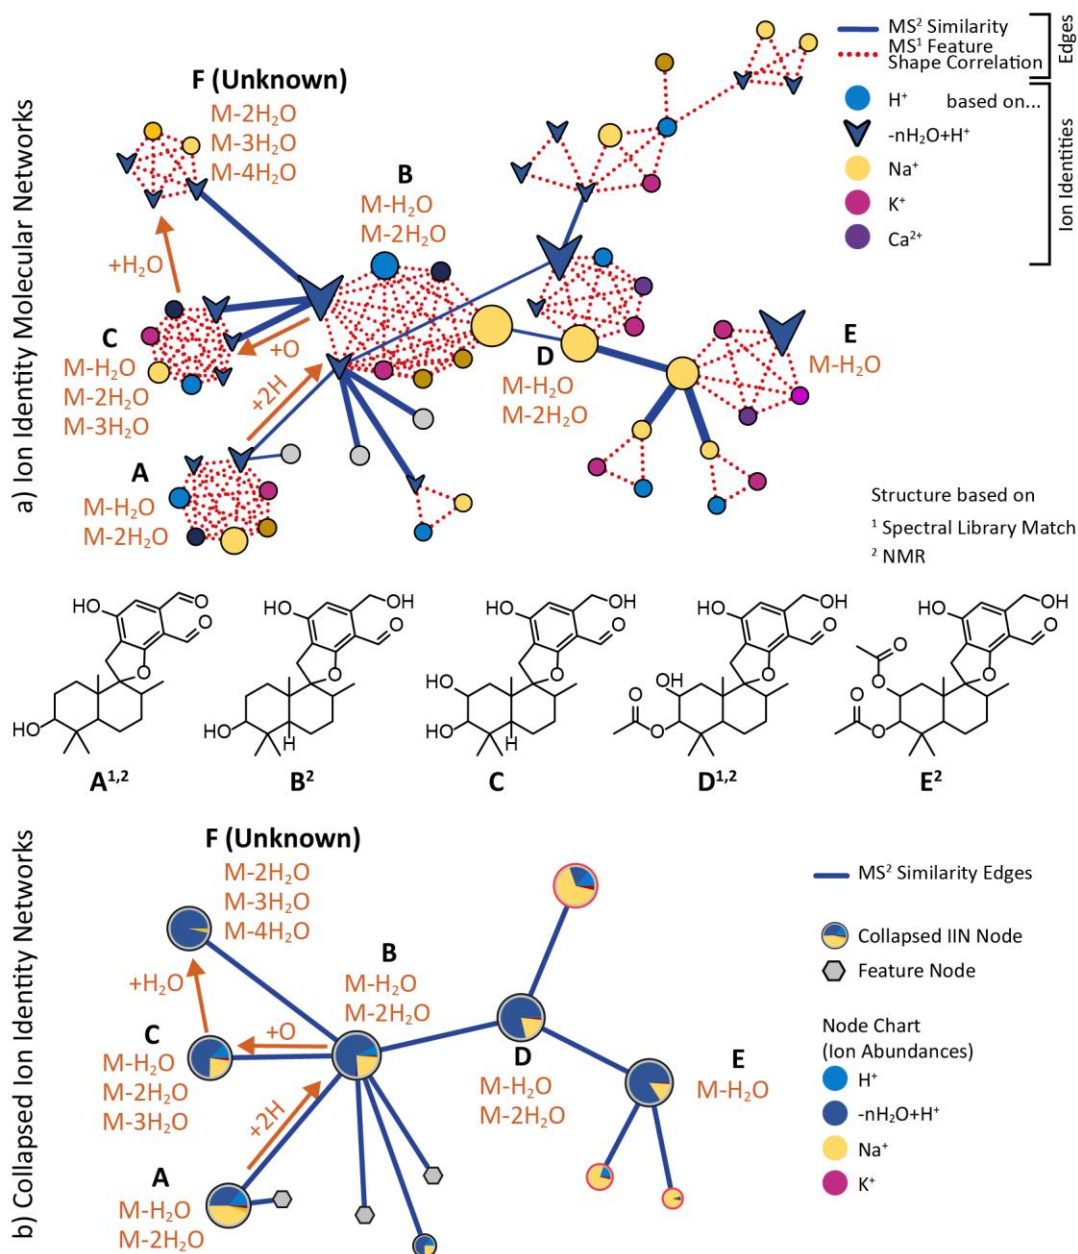 a) Ion Identity Molecular Networks
F (Unknown)
M-2H₂O
M-3H₂O
M-4H₂O
B
M-H₂O
M-2H₂O
+H₂O
C
M-H₂O
M-2H₂O
M-3H₂O
+O
+2H
A
M-H₂O
M-2H₂O
D
M-H₂O
M-2H₂O
E
M-H₂O
MS² Similarity
MS¹ Feature
Shape Correlation
Edges
H⁺ based on...
-nH₂O+H⁺
Na⁺
K⁺
Ca²⁺
Ion Identities
Structure based on
¹ Spectral Library Match
² NMR
HO
O
O
O
HO
A¹,²
HO
OH
O
O
HO
H
B²
HO
OH
O
O
HO
HO
H
C
HO
OH
O
O
OH
O
O
D¹,²
HO
OH
O
O
O
O
O
O
E²
b) Collapsed Ion Identity Networks
F (Unknown)
M-2H₂O
M-3H₂O
M-4H₂O
+H₂O
B
M-H₂O
M-2H₂O
C
M-H₂O
M-2H₂O
M-3H₂O
+O
+2H
A
M-H₂O
M-2H₂O
D
M-H₂O
M-2H₂O
E
M-H₂O
MS² Similarity Edges
Collapsed IIN Node
Feature Node
Node Chart
(Ion Abundances)
H⁺
-nH₂O+H⁺
Na⁺
K⁺